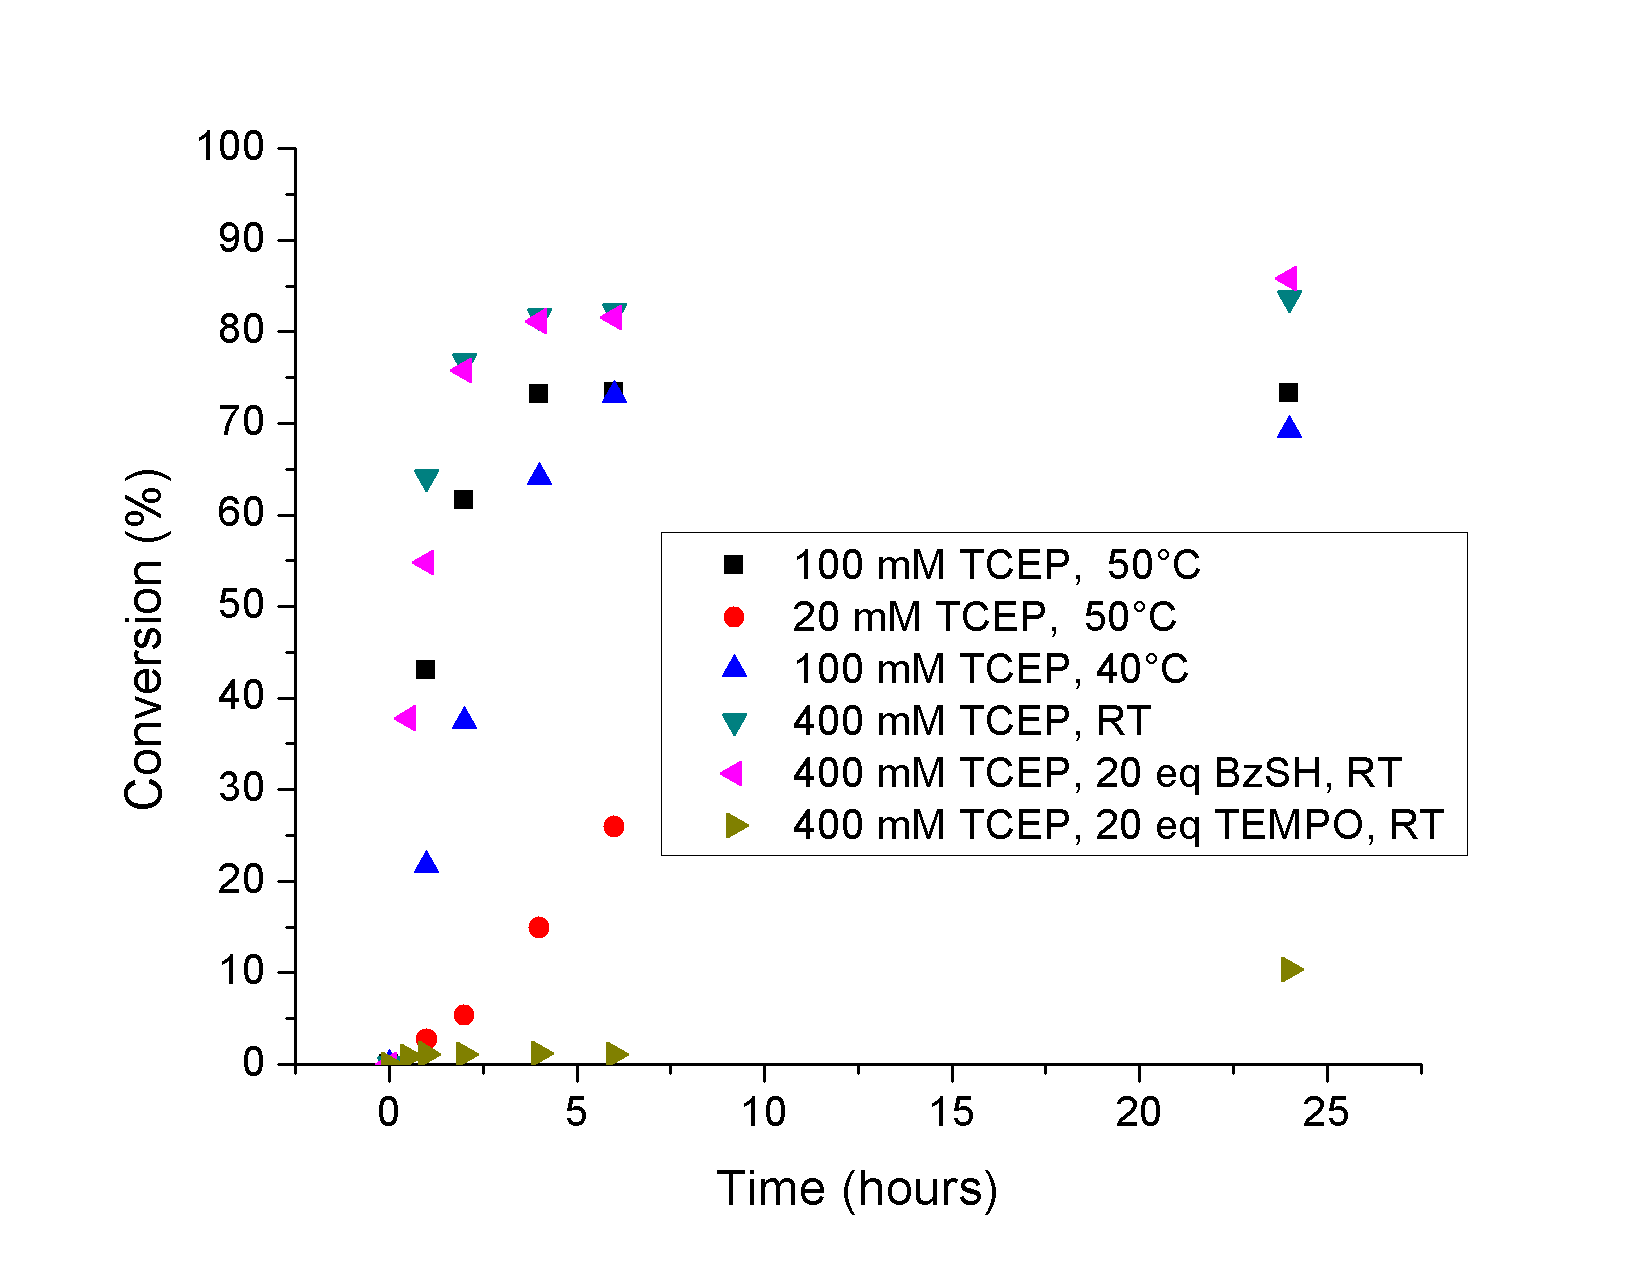 100
90
80
70
60
50
40
30
20
10
0
Conversion (%)
100 mM TCEP,  50°C
20 mM TCEP,  50°C
100 mM TCEP, 40°C
400 mM TCEP, RT
400 mM TCEP, 20 eq BzSH, RT
400 mM TCEP, 20 eq TEMPO, RT
0 5 10 15 20 25
Time (hours)